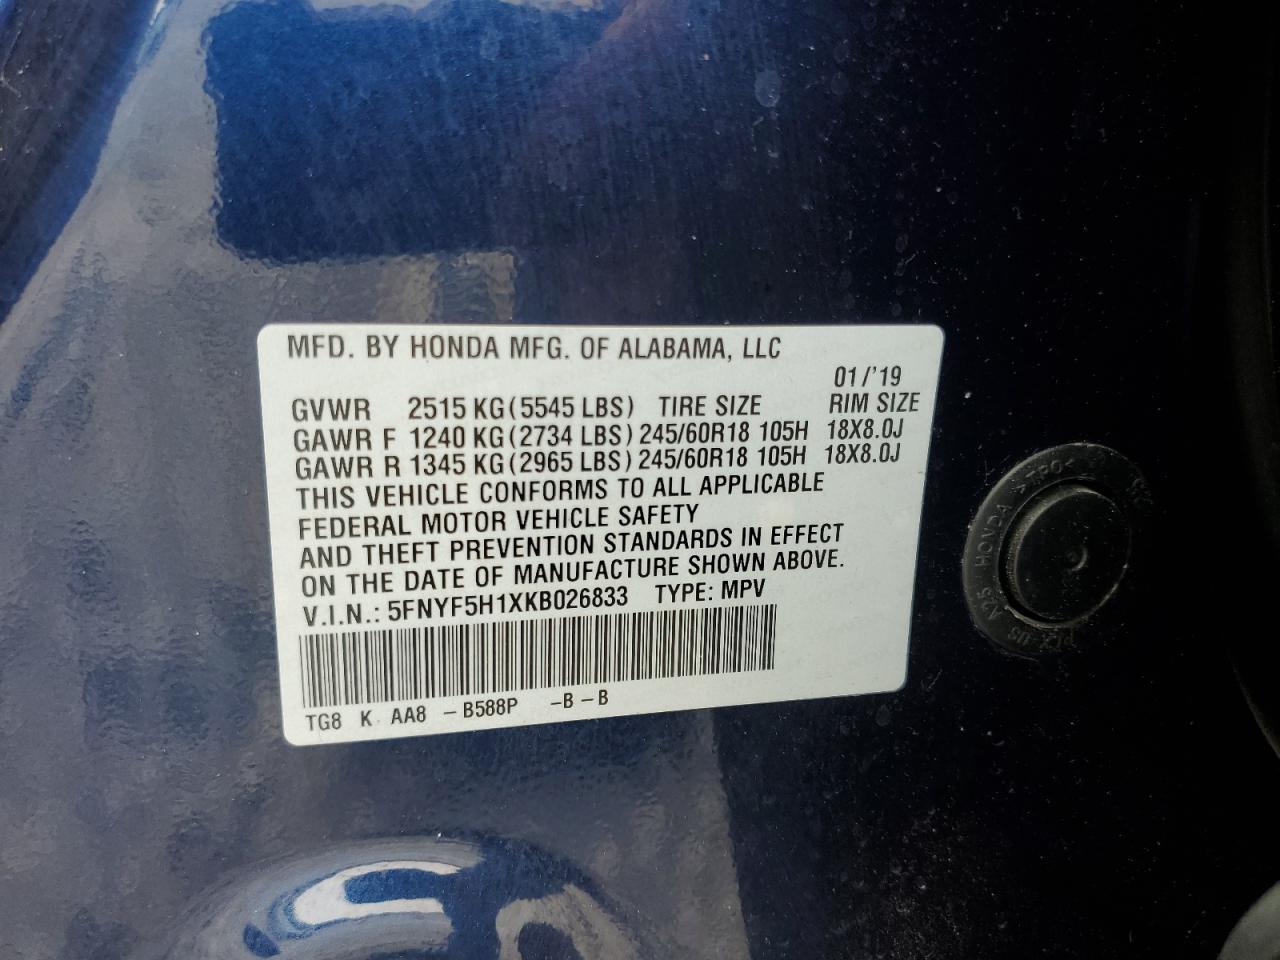 MFD. BY HONDA MFG. OF ALABAMA, LLC
01/'19
GVWR 2515 KG (5545 LBS) TIRE SIZE RIM SIZE
GAWR F 1240 KG (2734 LBS) 245/60R18 105H 18X8.0J
GAWR R 1345 KG (2965 LBS) 245/60R18 105H 18X8.0J
THIS VEHICLE CONFORMS TO ALL APPLICABLE
FEDERAL MOTOR VEHICLE SAFETY
AND THEFT PREVENTION STANDARDS IN EFFECT
ON THE DATE OF MANUFACTURE SHOWN ABOVE.
V.I.N.: 5FNYF5H1XKB026833 TYPE: MPV
TG8 K AA8 – B588P –B – B
HONDA